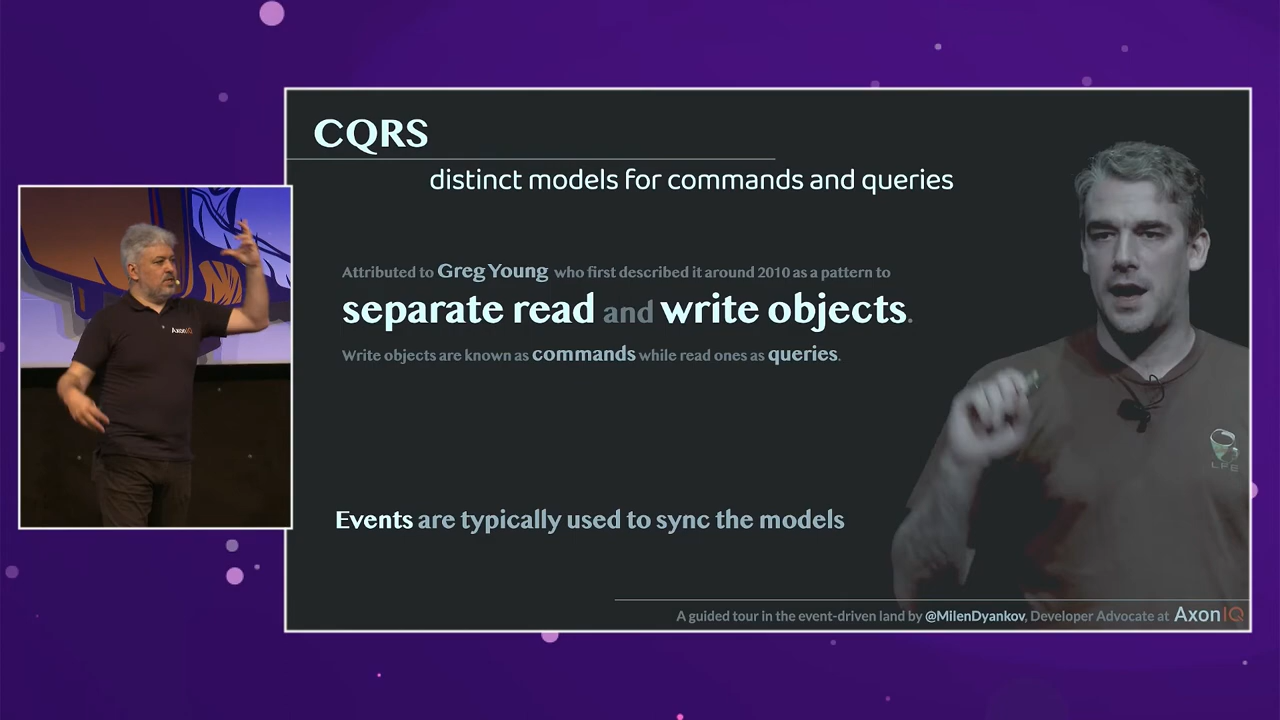 CQRS
distinct models for commands and queries
Attributed to Greg Young who first described it around 2010 as a pattern to
separate read and write objects.
Write objects are known as commands while read ones as queries.
Events are typically used to sync the models
A guided tour in the event-driven land by @MilenDyankov, Developer Advocate at AxonIQ
AxonIQ
LFE